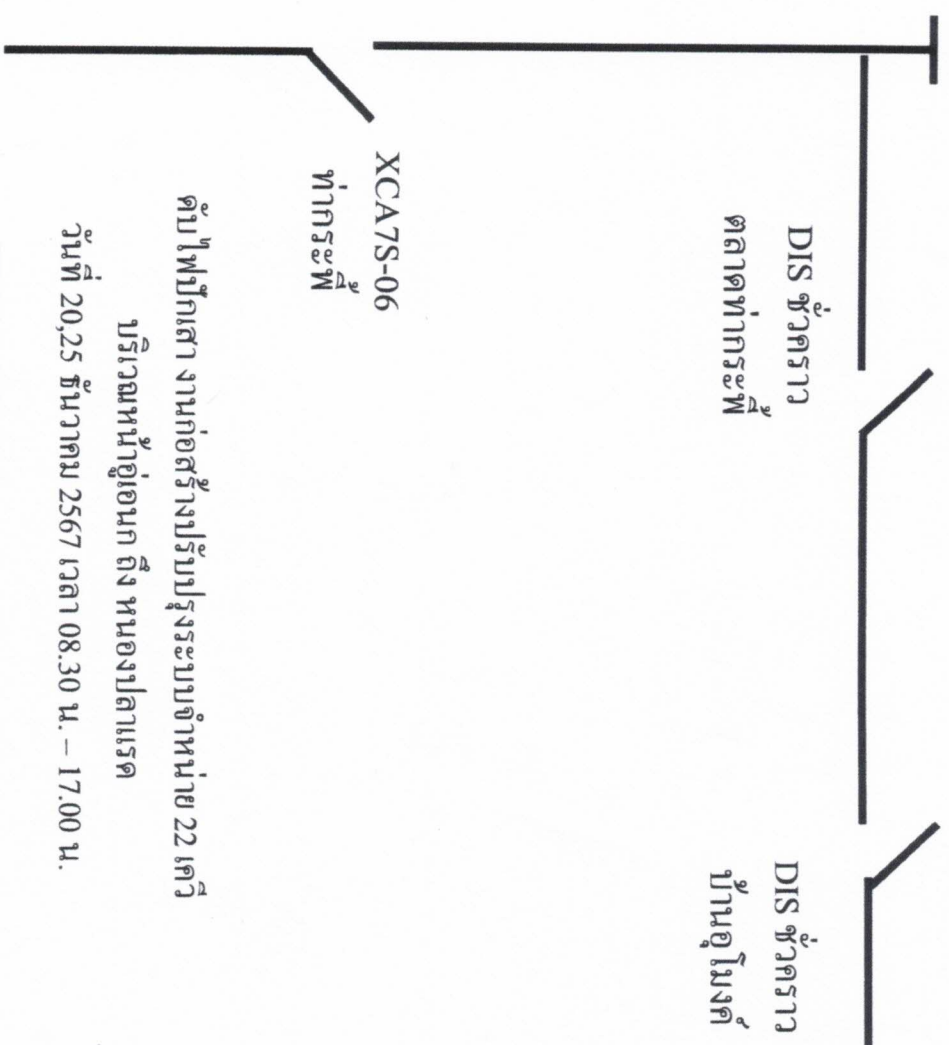 DIS ชั่วคราว
ตลาดท่ากระพี้
DIS ชั่วคราว
บ้านอุโมงค์
XCA7S-06
ท่ากระพี้
ดับไฟปักเสา งานก่อสร้างปรับปรุงระบบจำหน่าย 22 เควี
บริเวณหน้าอู่เอนก ถึง หนองปลาแรด
วันที่ 20,25 ธันวาคม 2567 เวลา 08.30 น. – 17.00 น.